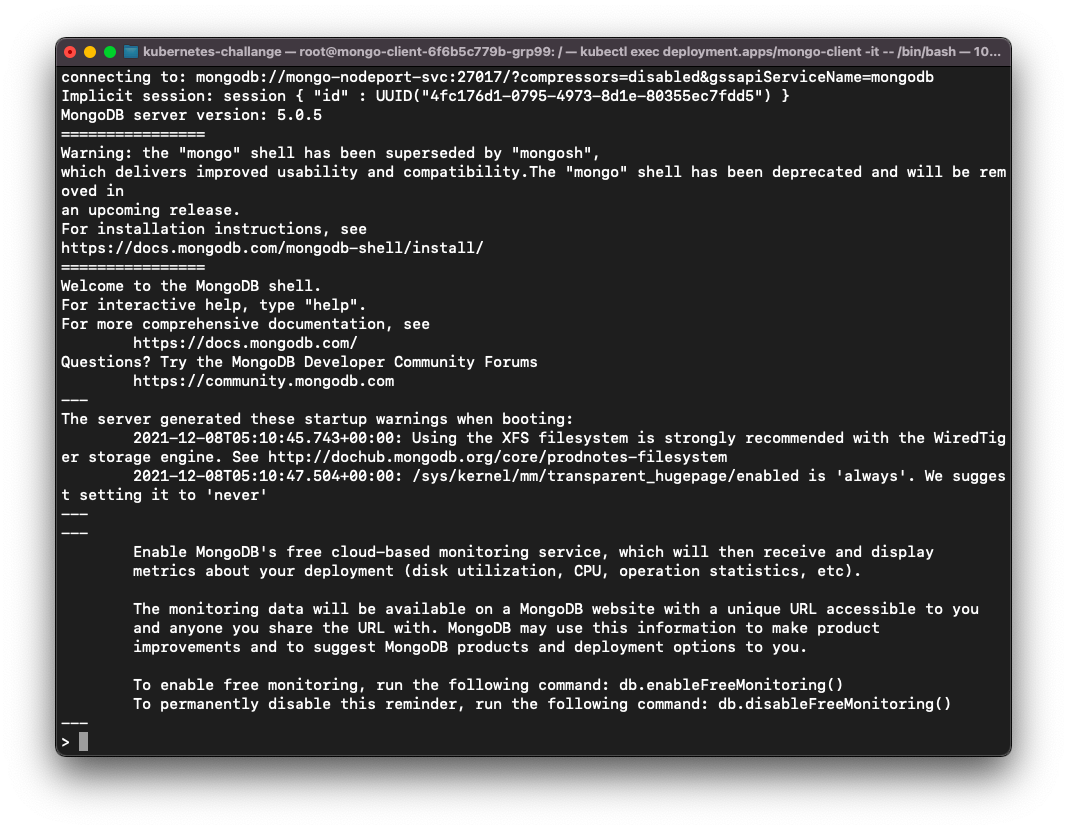 kubernetes-challange — root@mongo-client-6f6b5c779b-grp99: / — kubectl exec deployment.apps/mongo-client -it -- /bin/bash — 10...
connecting to: mongodb://mongo-nodeport-svc:27017/?compressors=disabled&gssapiServiceName=mongodb
Implicit session: session { "id" : UUID("4fc176d1-0795-4973-8d1e-80355ec7fdd5") }
MongoDB server version: 5.0.5
================
Warning: the "mongo" shell has been superseded by "mongosh",
which delivers improved usability and compatibility.The "mongo" shell has been deprecated and will be rem
oved in
an upcoming release.
For installation instructions, see
https://docs.mongodb.com/mongodb-shell/install/
================
Welcome to the MongoDB shell.
For interactive help, type "help".
For more comprehensive documentation, see
        https://docs.mongodb.com/
Questions? Try the MongoDB Developer Community Forums
        https://community.mongodb.com
---
The server generated these startup warnings when booting:
        2021-12-08T05:10:45.743+00:00: Using the XFS filesystem is strongly recommended with the WiredTig
er storage engine. See http://dochub.mongodb.org/core/prodnotes-filesystem
        2021-12-08T05:10:47.504+00:00: /sys/kernel/mm/transparent_hugepage/enabled is 'always'. We sugges
t setting it to 'never'
---
---
        Enable MongoDB's free cloud-based monitoring service, which will then receive and display
        metrics about your deployment (disk utilization, CPU, operation statistics, etc).

        The monitoring data will be available on a MongoDB website with a unique URL accessible to you
        and anyone you share the URL with. MongoDB may use this information to make product
        improvements and to suggest MongoDB products and deployment options to you.

        To enable free monitoring, run the following command: db.enableFreeMonitoring()
        To permanently disable this reminder, run the following command: db.disableFreeMonitoring()
---
>